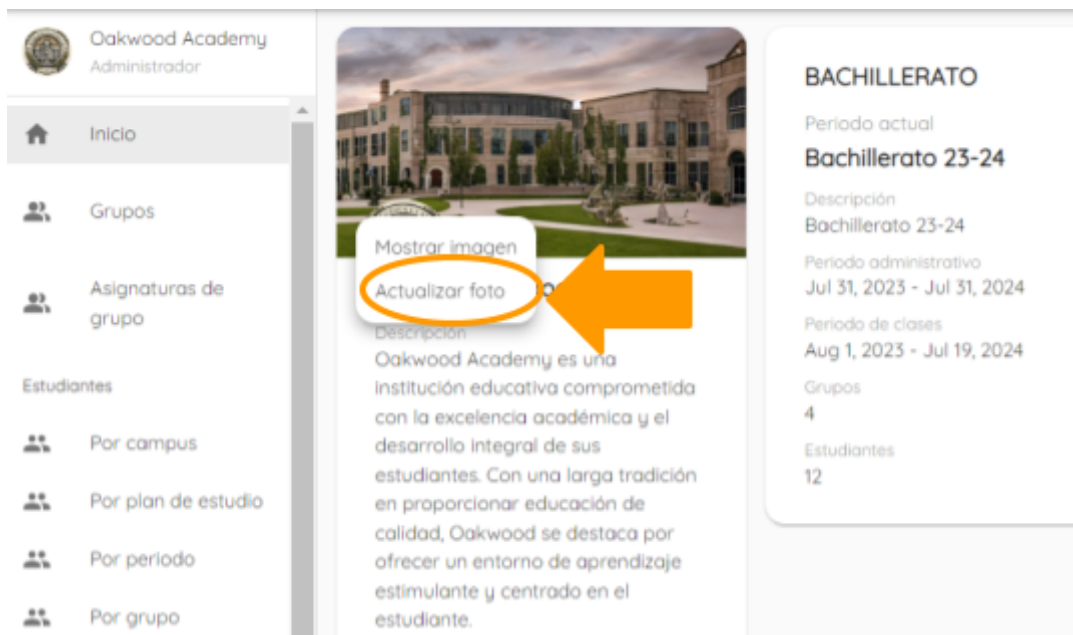 Oakwood Academy
Administrador
Inicio
Grupos
Asignaturas de
grupo
Estudiantes
Por campus
Por plan de estudio
Por periodo
Por grupo
Mostrar imagen
Actualizar foto
Descripción
Oakwood Academy es una
institución educativa comprometida
con la excelencia académica y el
desarrollo integral de sus
estudiantes. Con una larga tradición
en proporcionar educación de
calidad, Oakwood se destaca por
ofrecer un entorno de aprendizaje
estimulante y centrado en el
estudiante.
BACHILLERATO
Periodo actual
Bachillerato 23-24
Descripción
Bachillerato 23-24
Periodo administrativo
Jul 31, 2023 - Jul 31, 2024
Periodo de clases
Aug 1, 2023 - Jul 19, 2024
Grupos
4
Estudiantes
12